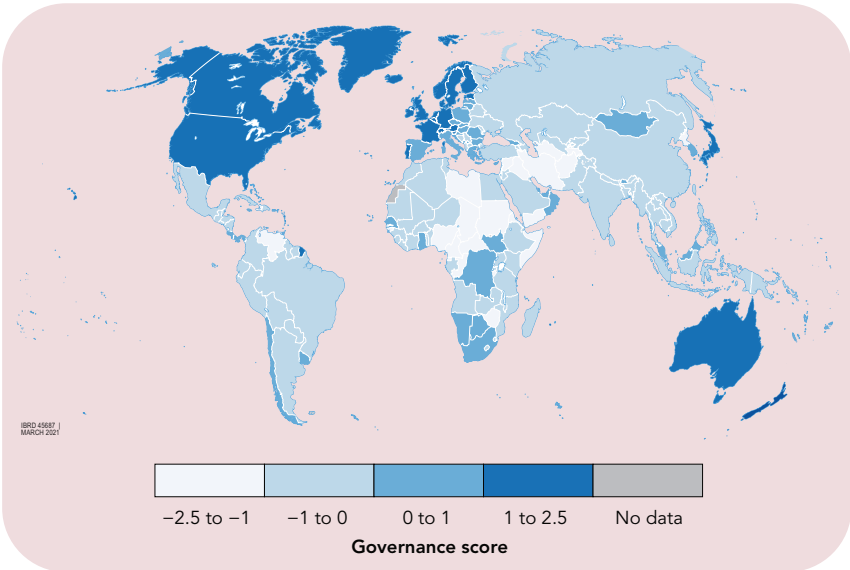 IBRD 45687 |
MARCH 2021
−2.5 to −1
−1 to 0
0 to 1
1 to 2.5
No data
Governance score